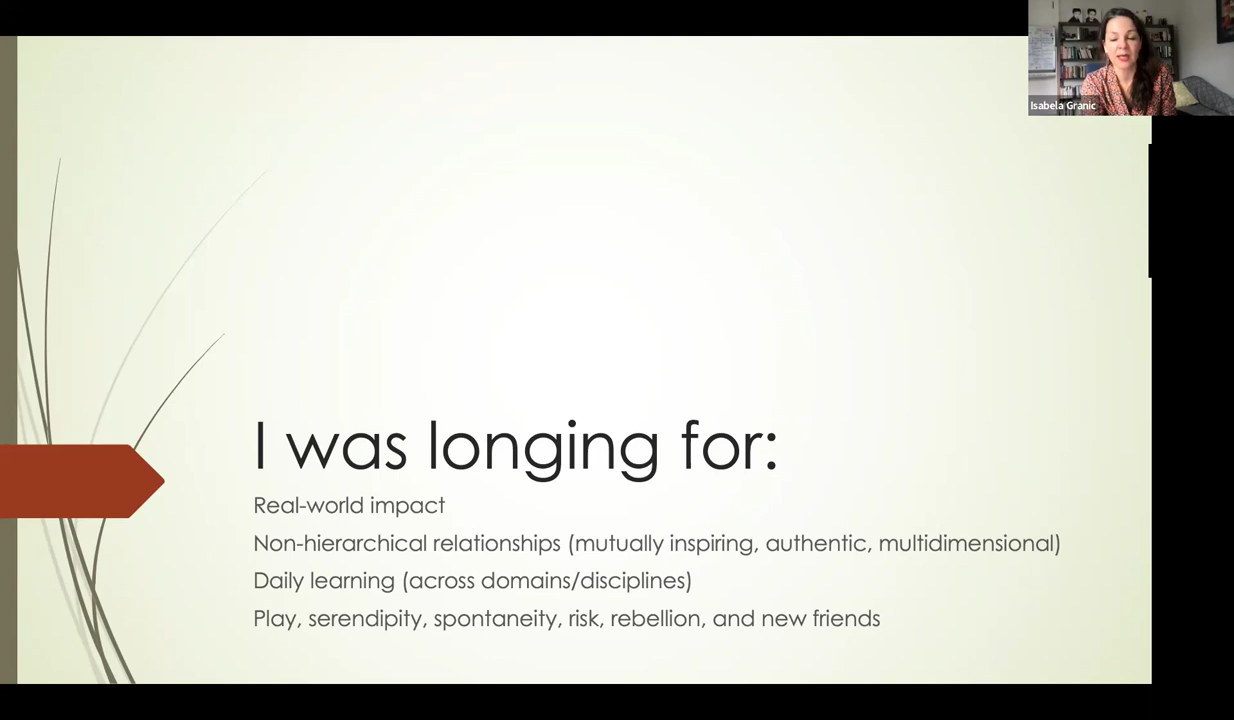 Isabela Granic
I was longing for:
Real-world impact
Non-hierarchical relationships (mutually inspiring, authentic, multidimensional)
Daily learning (across domains/disciplines)
Play, serendipity, spontaneity, risk, rebellion, and new friends